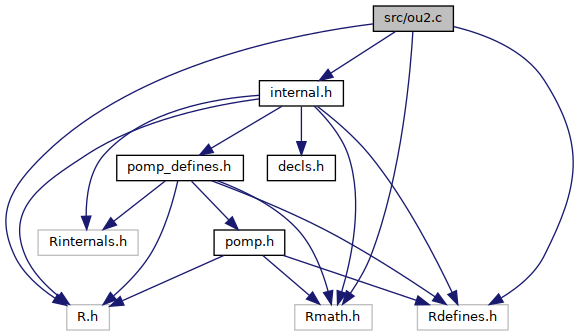 src/ou2.c
internal.h
pomp_defines.h
decls.h
Rinternals.h
pomp.h
R.h
Rmath.h
Rdefines.h